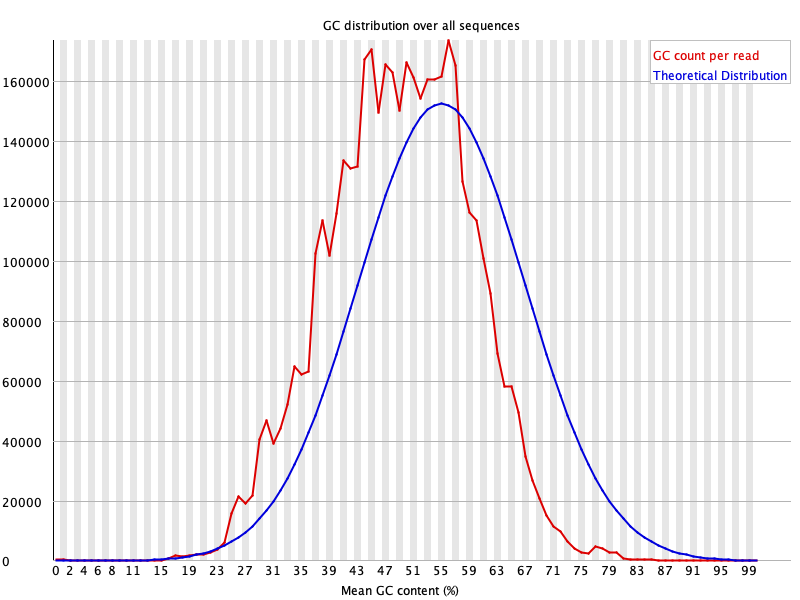 GC distribution over all sequences
GC count per read
Theoretical Distribution
160000
140000
120000
100000
80000
60000
40000
20000
0
0 2 4 6 8 11 15 19 23 27 31 35 39 43 47 51 55 59 63 67 71 75 79 83 87 91 95 99
Mean GC content (%)